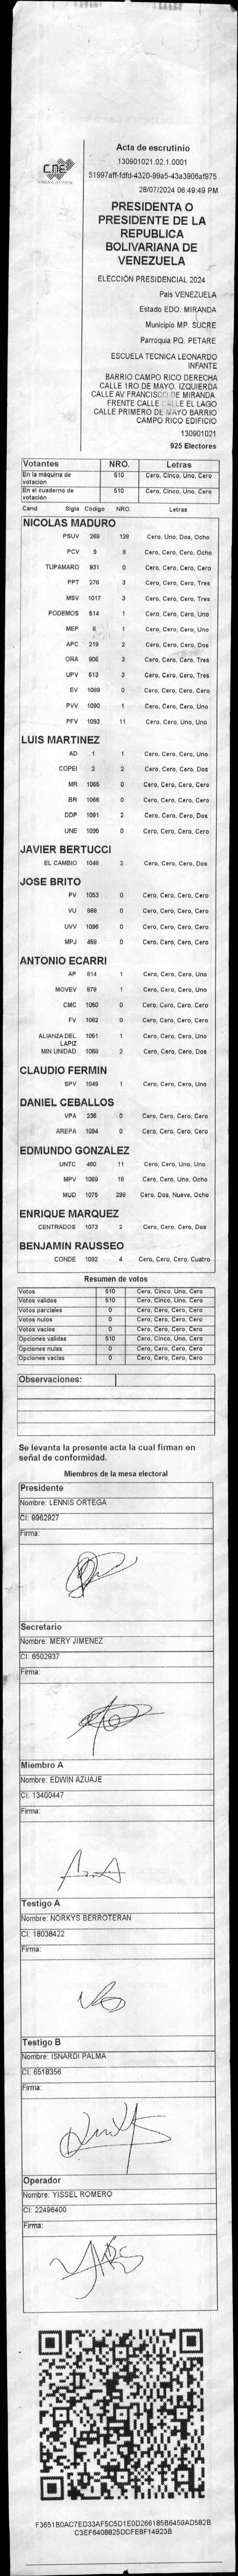 CNE
Acta de escrutinio
130901021.02.1.0001
51997aff-fdfd-4320-99a5-43a3906af975
28/07/2024 06:49:49 PM
PRESIDENTA O
PRESIDENTE DE LA
REPUBLICA
BOLIVARIANA DE
VENEZUELA
ELECCIÓN PRESIDENCIAL 2024
País VENEZUELA
Estado EDO. MIRANDA
Municipio MP. SUCRE
Parroquia PQ. PETARE
ESCUELA TECNICA LEONARDO
INFANTE
BARRIO CAMPO RICO DERECHA
CALLE 1RO DE MAYO. IZQUIERDA
CALLE AV FRANCISCO DE MIRANDA.
FRENTE CALLE CALLE EL LAGO
CALLE PRIMERO DE MAYO BARRIO
CAMPO RICO EDIFICIO
130901021
925 Electores
Votantes NRO. Letras
En la máquina de votación 510 Cero, Cinco, Uno, Cero
En el cuaderno de votación 510 Cero, Cinco, Uno, Cero
Cand. Sigla Código NRO. Letras
NICOLAS MADURO
PSUV 269 128 Cero, Uno, Dos, Ocho
PCV 9 8 Cero, Cero, Cero, Ocho
TUPAMARO 931 0 Cero, Cero, Cero, Cero
PPT 276 3 Cero, Cero, Cero, Tres
MSV 1017 3 Cero, Cero, Cero, Tres
PODEMOS 514 1 Cero, Cero, Cero, Uno
MEP 6 1 Cero, Cero, Cero, Uno
APC 219 2 Cero, Cero, Cero, Dos
ORA 906 3 Cero, Cero, Cero, Tres
UPV 513 3 Cero, Cero, Cero, Tres
EV 1089 0 Cero, Cero, Cero, Cero
PVV 1090 1 Cero, Cero, Cero, Uno
PFV 1093 11 Cero, Cero, Uno, Uno
LUIS MARTINEZ
AD 1 1 Cero, Cero, Cero, Uno
COPEI 2 2 Cero, Cero, Cero, Dos
MR 1065 0 Cero, Cero, Cero, Cero
BR 1066 0 Cero, Cero, Cero, Cero
DDP 1091 2 Cero, Cero, Cero, Dos
UNE 1095 0 Cero, Cero, Cero, Cero
JAVIER BERTUCCI
EL CAMBIO 1048 2 Cero, Cero, Cero, Dos
JOSE BRITO
PV 1053 0 Cero, Cero, Cero, Cero
VU 868 0 Cero, Cero, Cero, Cero
UVV 1096 0 Cero, Cero, Cero, Cero
MPJ 458 0 Cero, Cero, Cero, Cero
ANTONIO ECARRI
AP 814 1 Cero, Cero, Cero, Uno
MOVEV 979 1 Cero, Cero, Cero, Uno
CMC 1050 0 Cero, Cero, Cero, Cero
FV 1062 0 Cero, Cero, Cero, Cero
ALIANZA DEL LAPIZ 1051 1 Cero, Cero, Cero, Uno
MIN UNIDAD 1068 2 Cero, Cero, Cero, Dos
CLAUDIO FERMIN
SPV 1049 1 Cero, Cero, Cero, Uno
DANIEL CEBALLOS
VPA 236 0 Cero, Cero, Cero, Cero
AREPA 1094 0 Cero, Cero, Cero, Cero
EDMUNDO GONZALEZ
UNTC 460 11 Cero, Cero, Uno, Uno
MPV 1069 18 Cero, Cero, Uno, Ocho
MUD 1075 298 Cero, Dos, Nueve, Ocho
ENRIQUE MARQUEZ
CENTRADOS 1073 2 Cero, Cero, Cero, Dos
BENJAMIN RAUSSEO
CONDE 1092 4 Cero, Cero, Cero, Cuatro
Resumen de votos
Votos 510 Cero, Cinco, Uno, Cero
Votos validos 510 Cero, Cinco, Uno, Cero
Votos parciales 0 Cero, Cero, Cero, Cero
Votos nulos 0 Cero, Cero, Cero, Cero
Votos vacíos 0 Cero, Cero, Cero, Cero
Opciones validas 510 Cero, Cinco, Uno, Cero
Opciones nulas 0 Cero, Cero, Cero, Cero
Opciones vacias 0 Cero, Cero, Cero, Cero
Observaciones:
Se levanta la presente acta la cual firman en
señal de conformidad.
Miembros de la mesa electoral
Presidente
Nombre: LENNIS ORTEGA
CI: 9962927
Firma:
Secretario
Nombre: MERY JIMENEZ
CI: 6502937
Firma:
Miembro A
Nombre: EDWIN AZUAJE
CI: 13400447
Firma:
Testigo A
Nombre: NORKYS BERROTERAN
CI: 18038422
Firma:
Testigo B
Nombre: ISNARDI PALMA
CI: 6518356
Firma:
Operador
Nombre: YISSEL ROMERO
CI: 22496400
Firma:
F3651B0AC7ED33AF5C5D1E0D266185B6459AD582B
C3EF6408825DCFE8F14923B